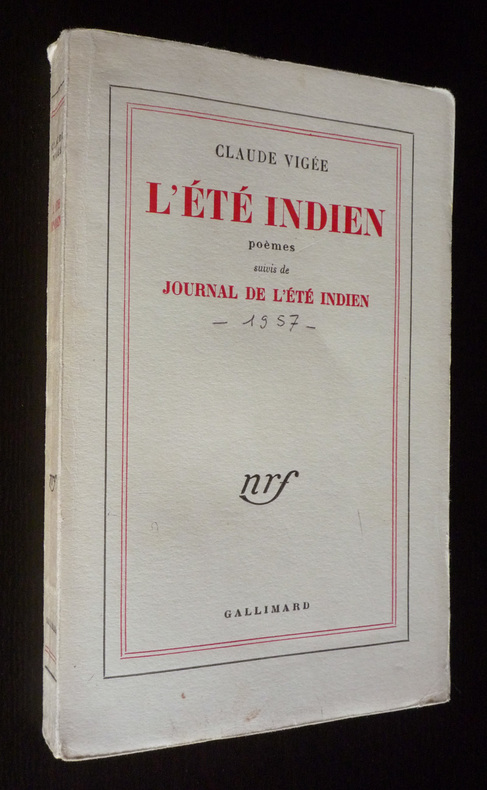 CLAUDE VIGÉE
L'ÉTÉ INDIEN
poèmes
suivis de
JOURNAL DE L'ÉTÉ INDIEN
– 1957 –
nrf
GALLIMARD